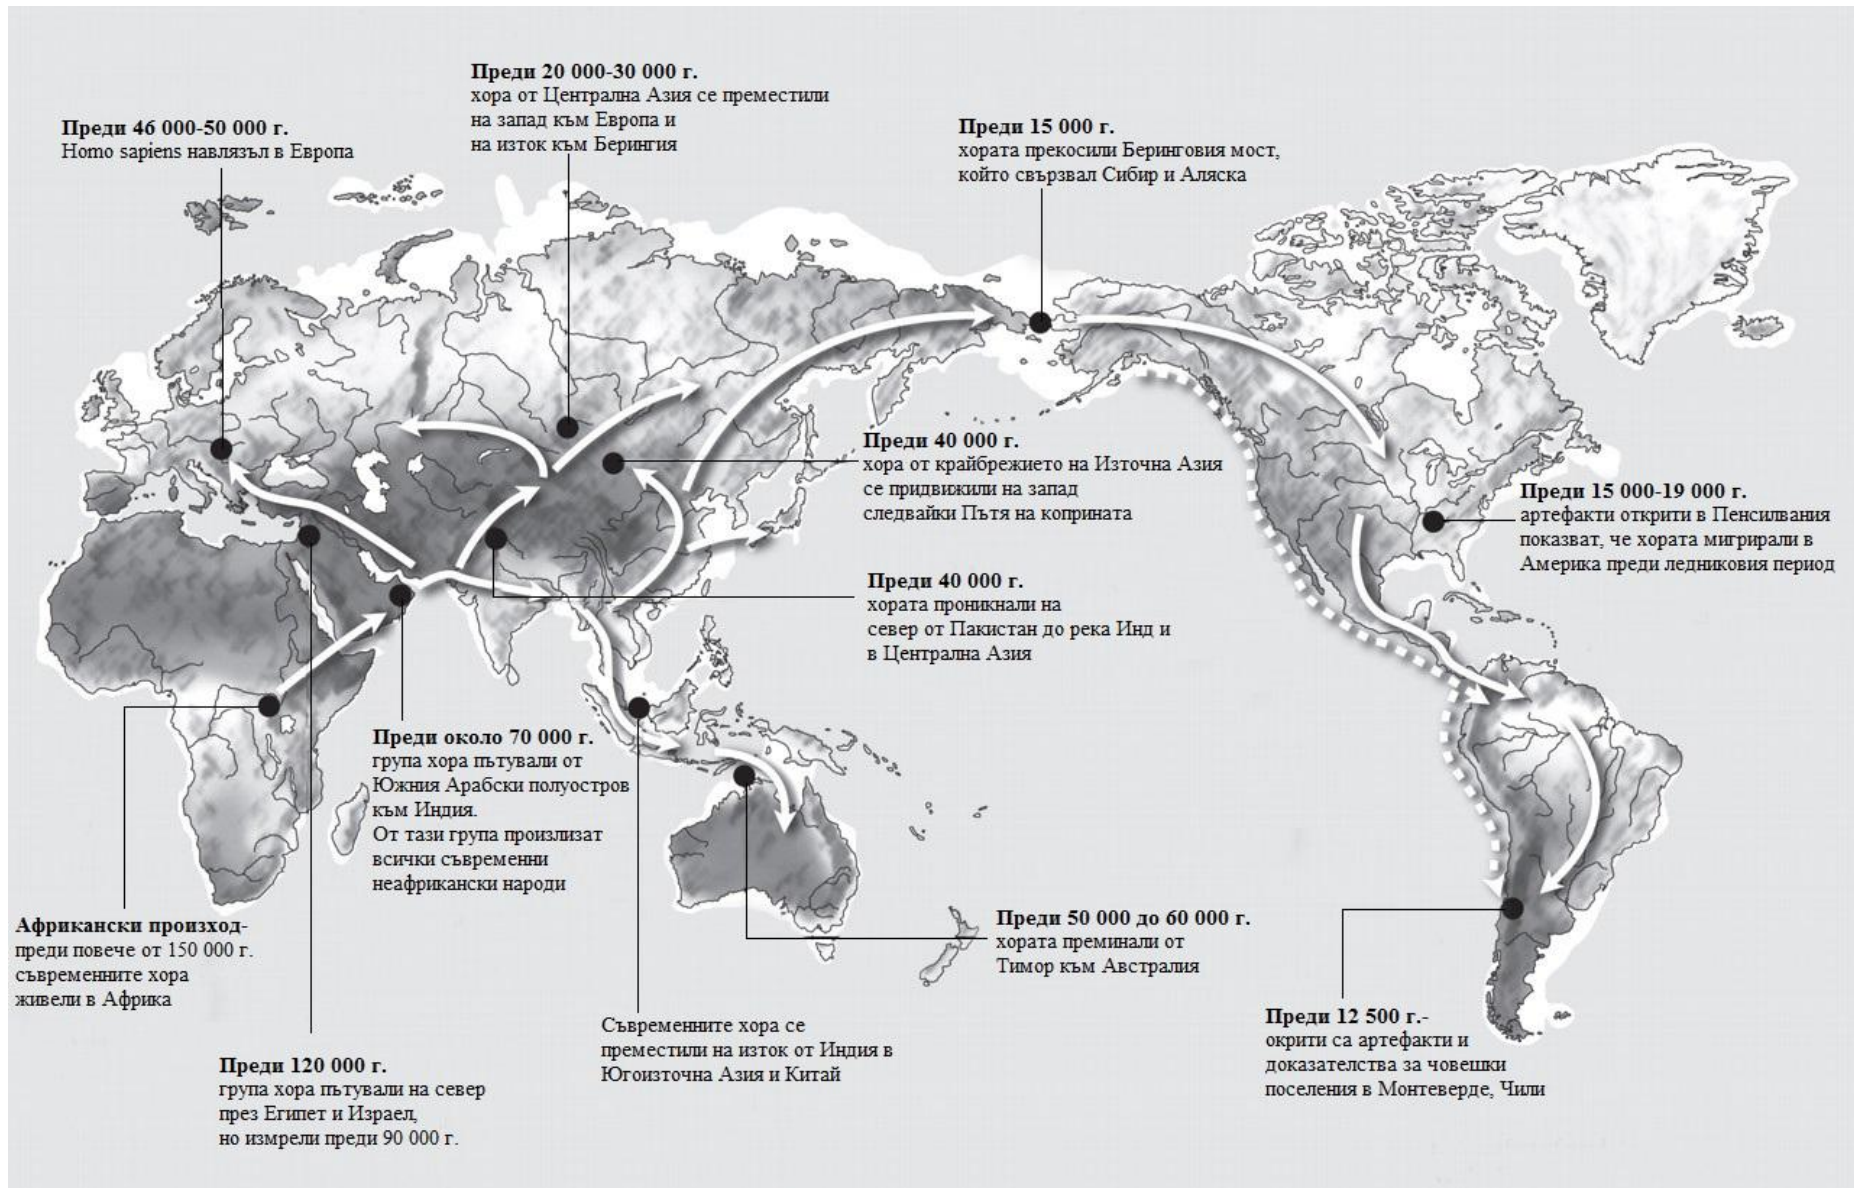 Преди 20 000-30 000 г.
хора от Централна Азия се преместили
на запад към Европа и
на изток към Берингия
Преди 46 000-50 000 г.
Homo sapiens навлязъл в Европа
Преди 15 000 г.
хората прекосили Беринговия мост,
който свързвал Сибир и Аляска
Преди 40 000 г.
хора от крайбрежието на Източна Азия
се придвижили на запад
следвайки Пътя на коприната
Преди 15 000-19 000 г.
артефакти открити в Пенсилвания
показват, че хората мигрирали в
Америка преди ледниковия период
Преди 40 000 г.
хората проникнали на
север от Пакистан до река Инд и
в Централна Азия
Преди около 70 000 г.
група хора пътували от
Южния Арабски полуостров
към Индия.
От тази група произлизат
всички съвременни
неафрикански народи
Африкански произход-
преди повече от 150 000 г.
съвременните хора
живели в Африка
Преди 50 000 до 60 000 г.
хората преминали от
Тимор към Австралия
Съвременните хора се
преместили на изток от Индия в
Югоизточна Азия и Китай
Преди 12 500 г.-
окрити са артефакти и
доказателства за човешки
поселения в Монтеверде, Чили
Преди 120 000 г.
група хора пътували на север
през Египет и Израел,
но измрели преди 90 000 г.